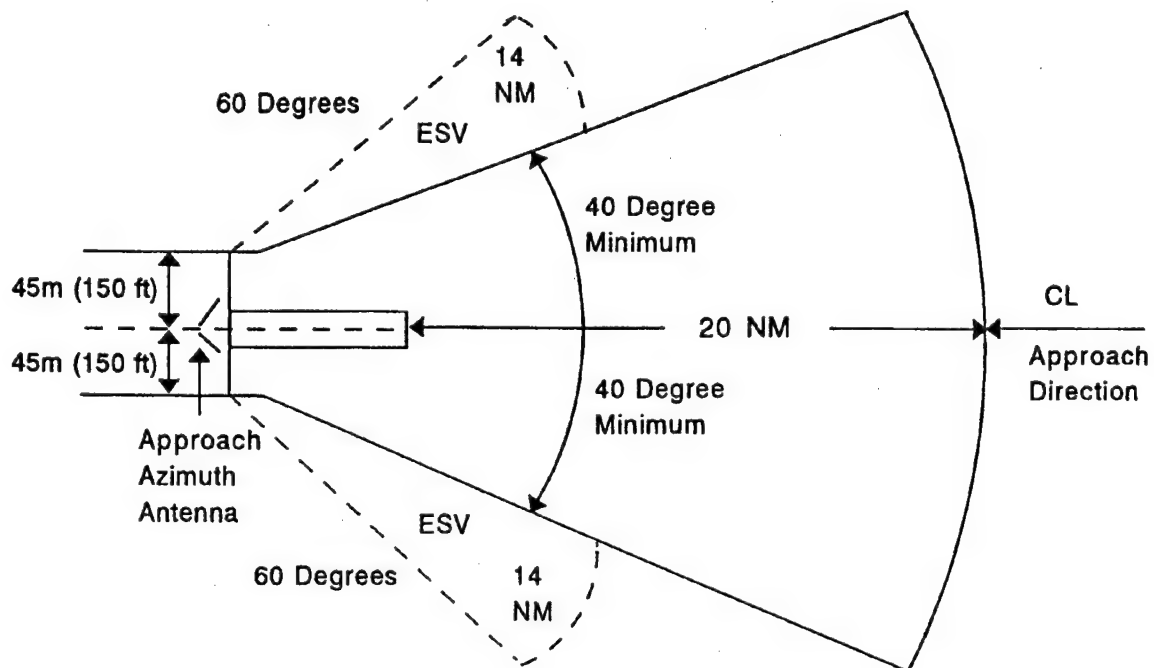 14
NM
60 Degrees
ESV
40 Degree
Minimum
45m (150 ft)
20 NM
CL
Approach
Direction
45m (150 ft)
40 Degree
Minimum
Approach
Azimuth
Antenna
ESV
60 Degrees
14
NM